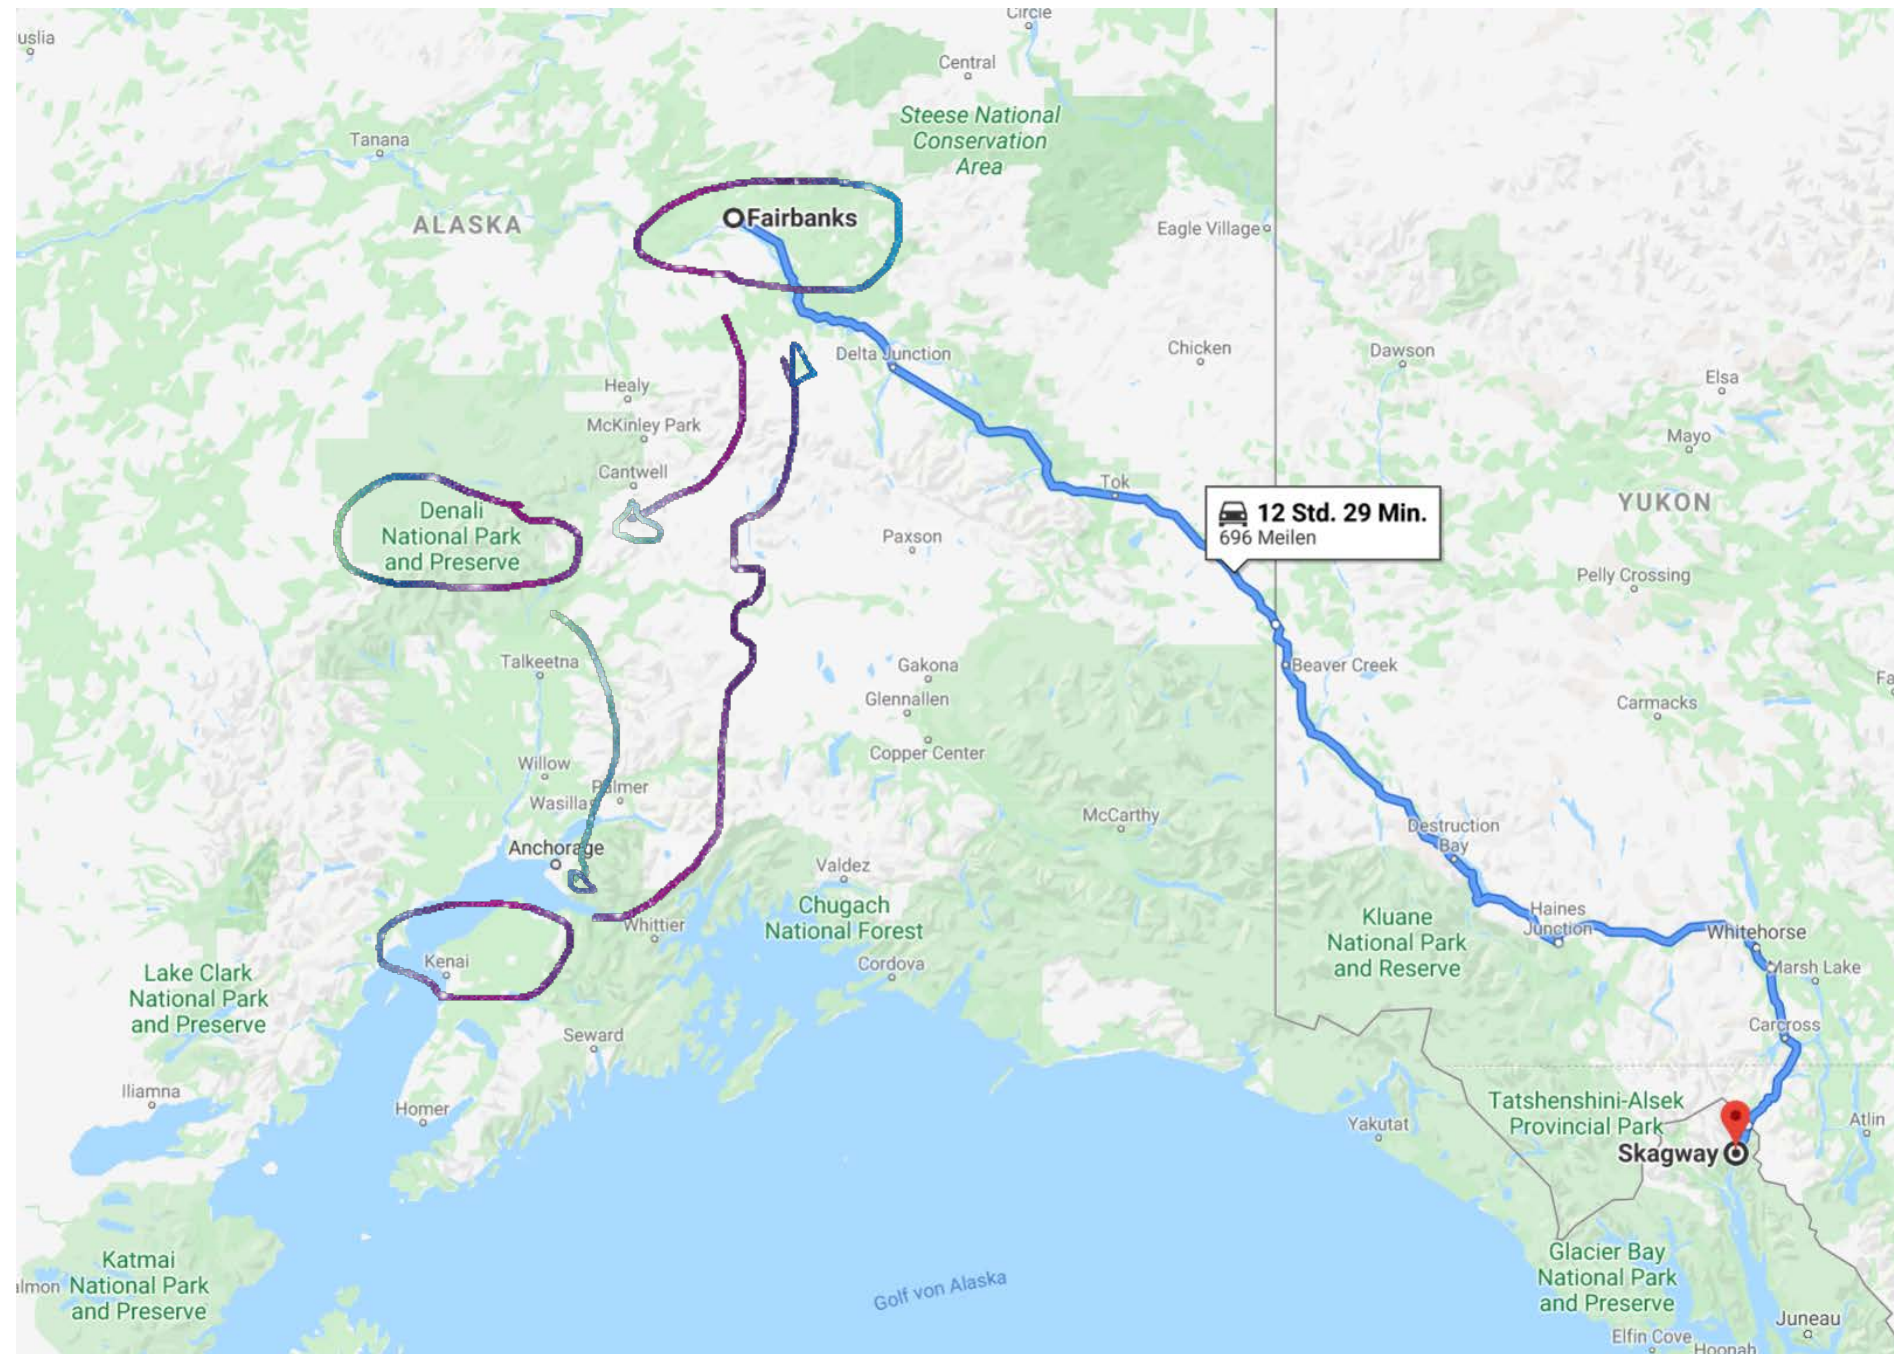 uslia
Circle
Central
Steese National
Conservation
Area
Tanana
ALASKA
Fairbanks
Eagle Village
Delta Junction
Chicken
Dawson
Elsa
Healy
McKinley Park
Mayo
Cantwell
Denali
National Park
and Preserve
Tok
12 Std. 29 Min.
696 Meilen
YUKON
Paxson
Pelly Crossing
Talkeetna
Gakona
Beaver Creek
Fa
Glennallen
Carmacks
Copper Center
Willow
Palmer
Wasilla
McCarthy
Destruction
Bay
Anchorage
Valdez
Chugach
National Forest
Whittier
Kluane
National Park
and Reserve
Haines
Junction
Whitehorse
Kenai
Cordova
Marsh Lake
Lake Clark
National Park
and Preserve
Seward
Carcross
Iliamna
Homer
Tatshenshini-Alsek
Provincial Park
Yakutat
Atlin
Skagway
Katmai
National Park
and Preserve
almon
Golf von Alaska
Glacier Bay
National Park
and Preserve
Juneau
Elfin Cove
Hoonah